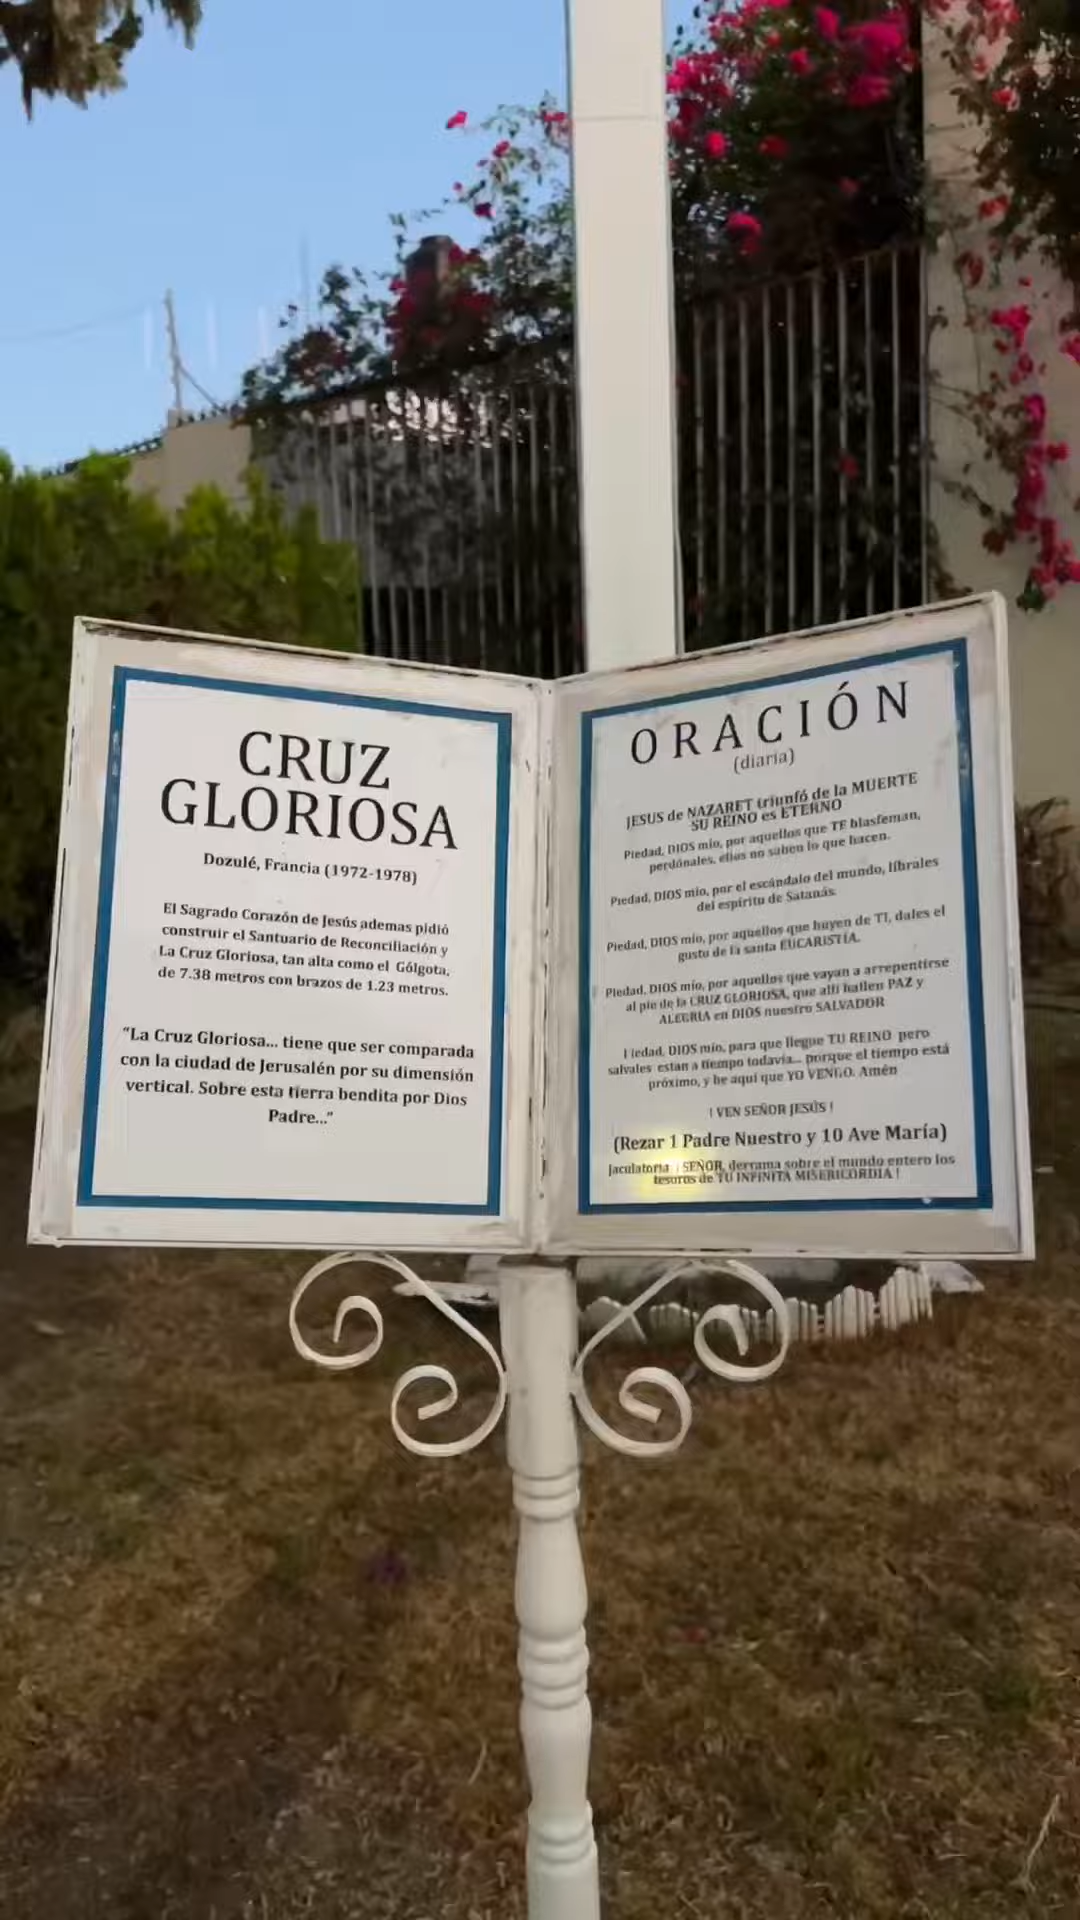 CRUZ
GLORIOSA
Dozulé, Francia (1972-1978)
El Sagrado Corazón de Jesús ademas pidió
construir el Santuario de Reconciliación y
La Cruz Gloriosa, tan alta como el Gólgota,
de 7.38 metros con brazos de 1.23 metros.
"La Cruz Gloriosa... tiene que ser comparada
con la ciudad de Jerusalén por su dimensión
vertical. Sobre esta tierra bendita por Dios
Padre..."
ORACIÓN
(diaria)
JESUS de NAZARET triunfó de la MUERTE
SU REINO es ETERNO
Piedad, DIOS mio, por aquellos que TE blasfeman,
perdónales, ellos no saben lo que hacen.
Piedad, DIOS mio, por el escándalo del mundo, líbrales
del espíritu de Satanás.
Piedad, DIOS mio, por aquellos que huyen de TI, dales el
gusto de la santa EUCARISTÍA.
Piedad, DIOS mio, por aquellos que vayan a arrepentirse
al pie de la CRUZ GLORIOSA, que allí hallen PAZ y
ALEGRIA en DIOS nuestro SALVADOR
Piedad, DIOS mio, para que llegue TU REINO pero
salvales estan a tiempo todavia... porque el tiempo está
próximo, y he aqui que YO VENGO. Amén
¡ VEN SEÑOR JESÚS !
(Rezar 1 Padre Nuestro y 10 Ave María)
Jaculatoria ¡ SEÑOR, derrama sobre el mundo entero los
tesoros de TU INFINITA MISERICORDIA !